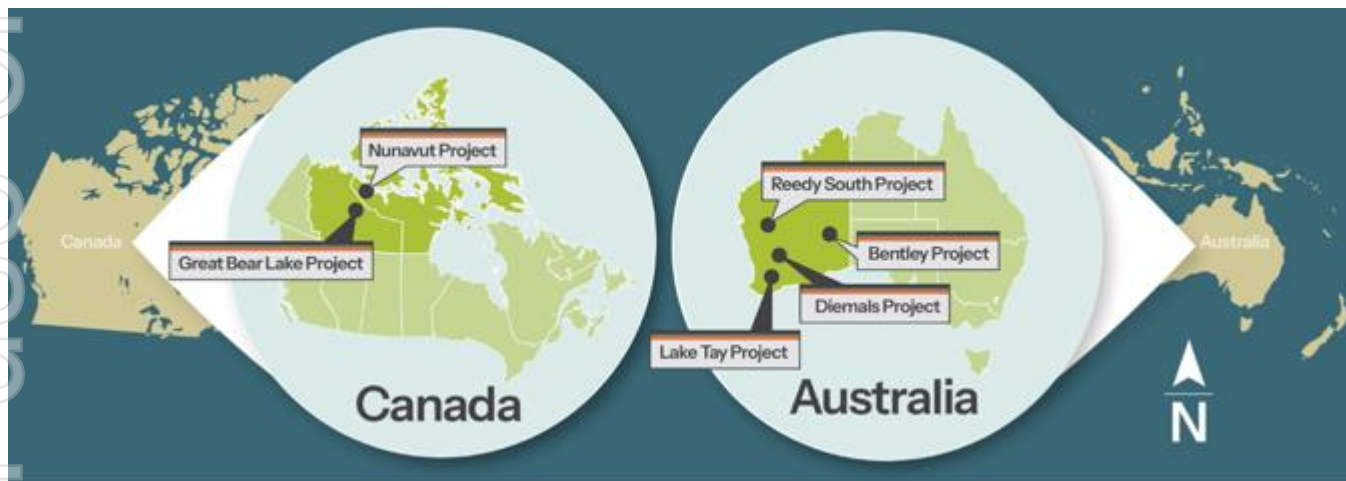 Canada
Nunavut Project
Great Bear Lake Project
Canada
Reedy South Project
Bentley Project
Diemals Project
Lake Tay Project
Australia
Australia
N